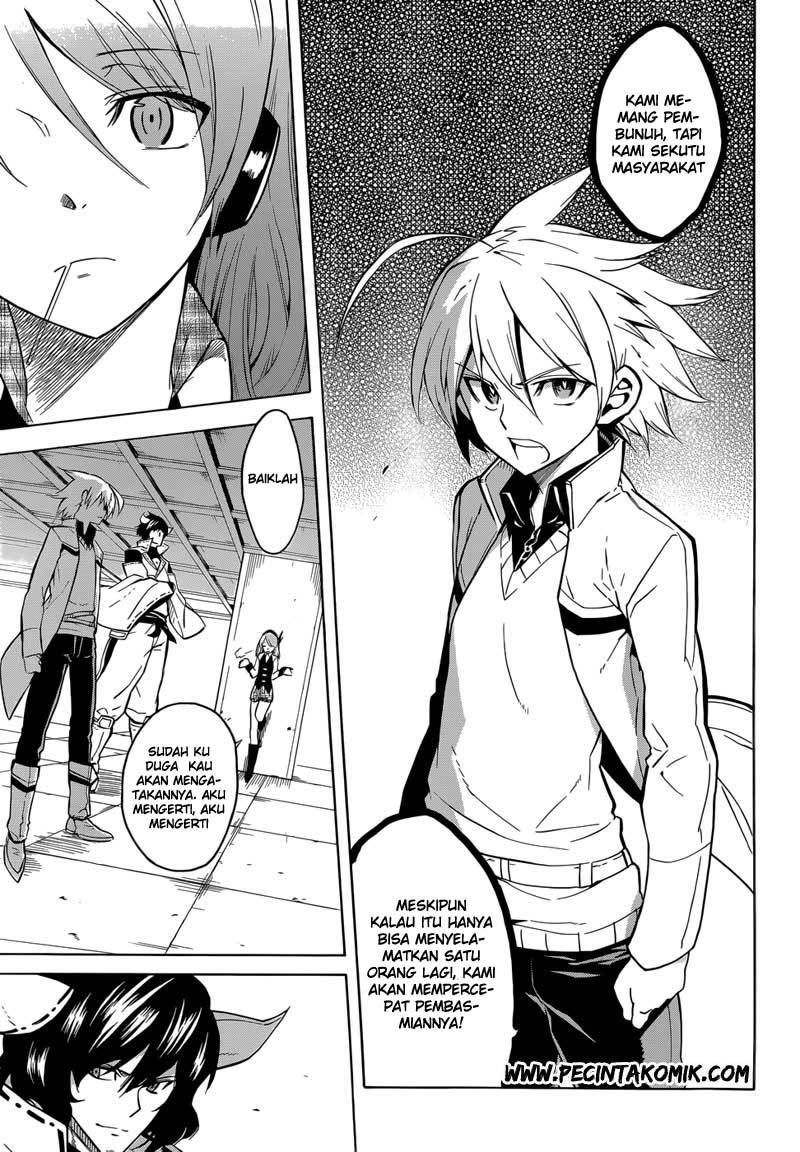 KAMI ME-
MANG PEM-
BUNUH, TAPI
KAMI SEKUTU
MASYARAKAT
MESKIPUN
KALAU ITU HANYA
BISA MENYELA-
MATKAN SATU
ORANG LAGI, KAMI
AKAN MEMPERCE-
PAT PEMBAS-
MIANNYA!
BAIKLAH
SUDAH KU
DUGA KAU
AKAN MENGA-
TAKANNYA. AKU
MENGERTI, AKU
MENGERTI
WWW.PECINTAKOMIK.COM